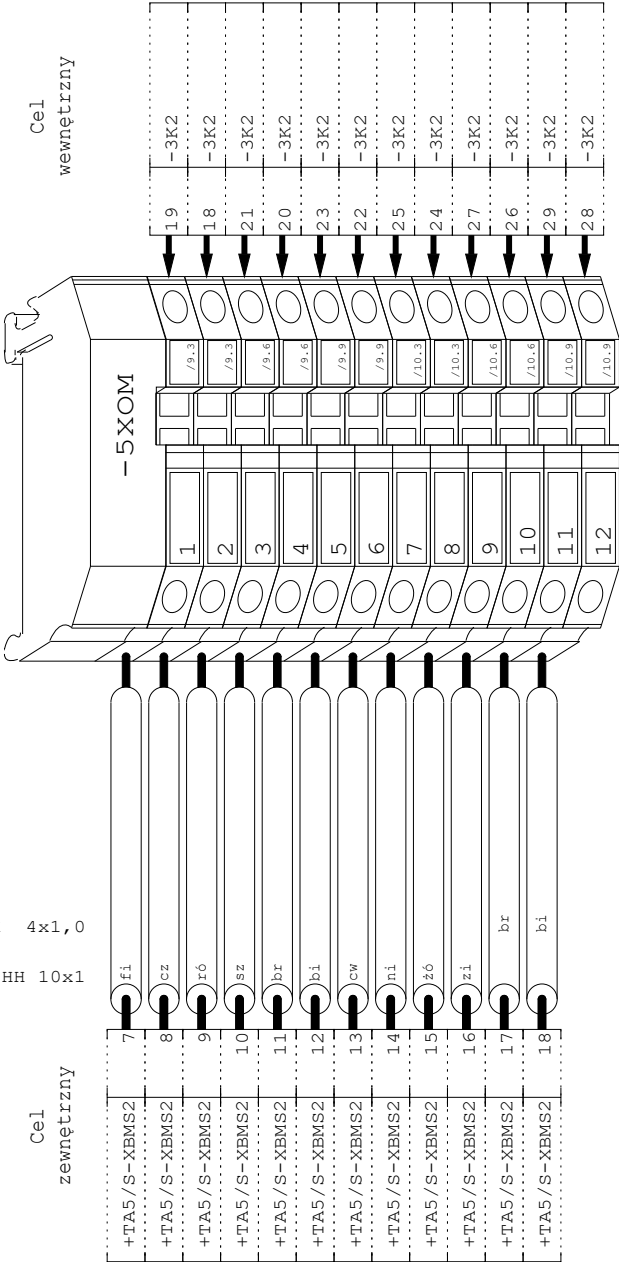 Cel
wewnętrzny
-3K2 -3K2 -3K2 -3K2 -3K2 -3K2 -3K2 -3K2 -3K2 -3K2 -3K2 -3K2
19 18 21 20 23 22 25 24 27 26 29 28
/9.3 /9.3 /9.6 /9.6 /9.9 /9.9 /10.3 /10.3 /10.6 /10.6 /10.9 /10.9
-5XOM
1 2 3 4 5 6 7 8 9 10 11 12
4x1,0
br bi
HH 10x1
fi cz ró sz br bi cw ni żó zi
7 8 9 10 11 12 13 14 15 16 17 18
Cel
zewnętrzny
+TA5/S-XBMS2 +TA5/S-XBMS2 +TA5/S-XBMS2 +TA5/S-XBMS2 +TA5/S-XBMS2 +TA5/S-XBMS2 +TA5/S-XBMS2 +TA5/S-XBMS2 +TA5/S-XBMS2 +TA5/S-XBMS2 +TA5/S-XBMS2 +TA5/S-XBMS2